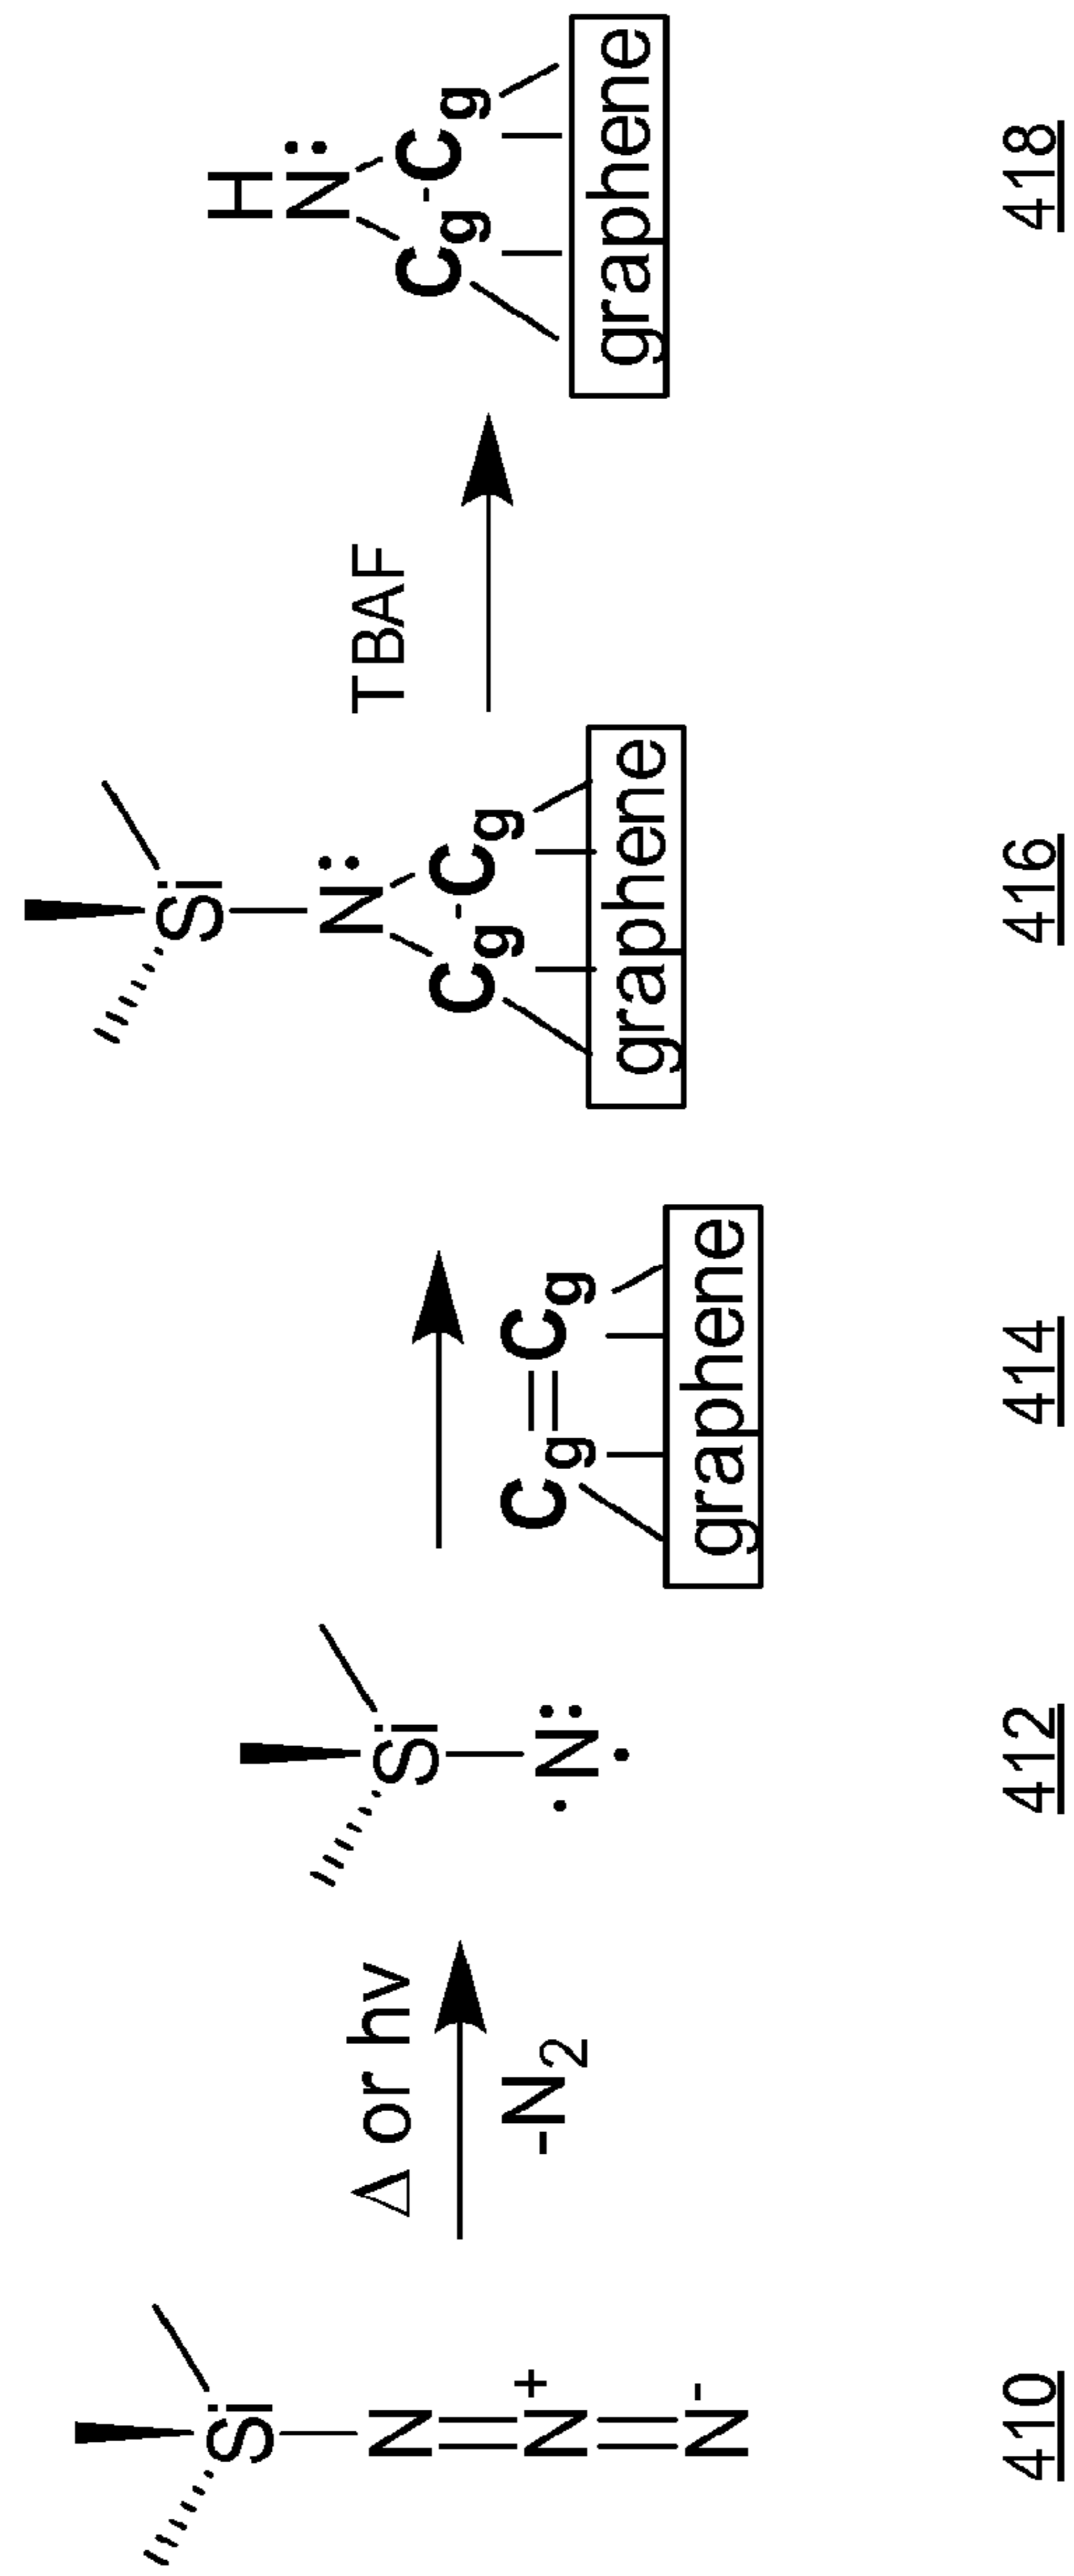 Si
N=N+=N-
Δ or hv
-N2
Si
N
Cg=Cg
graphene
Si
N
Cg-Cg
graphene
TBAF
H
N
Cg-Cg
graphene
410
412
414
416
418